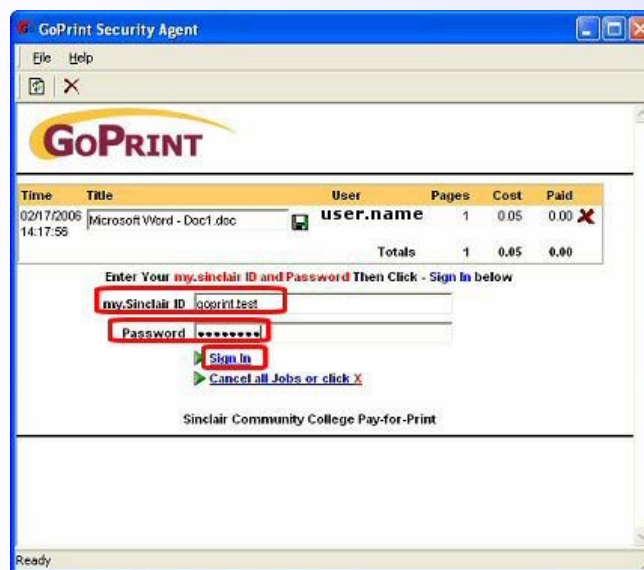 GoPrint Security Agent
File Help
GOPRINT
Time Title User Pages Cost Paid
02/17/2006 Microsoft Word - Doc1.doc user.name 1 0.05 0.00
14:17:56
Totals 1 0.05 0.00
Enter Your my.sinclair ID and Password Then Click - Sign In below
my.Sinclair ID goprint.test
Password ●●●●●●●●
Sign In
Cancel all Jobs or click X
Sinclair Community College Pay-for-Print
Ready